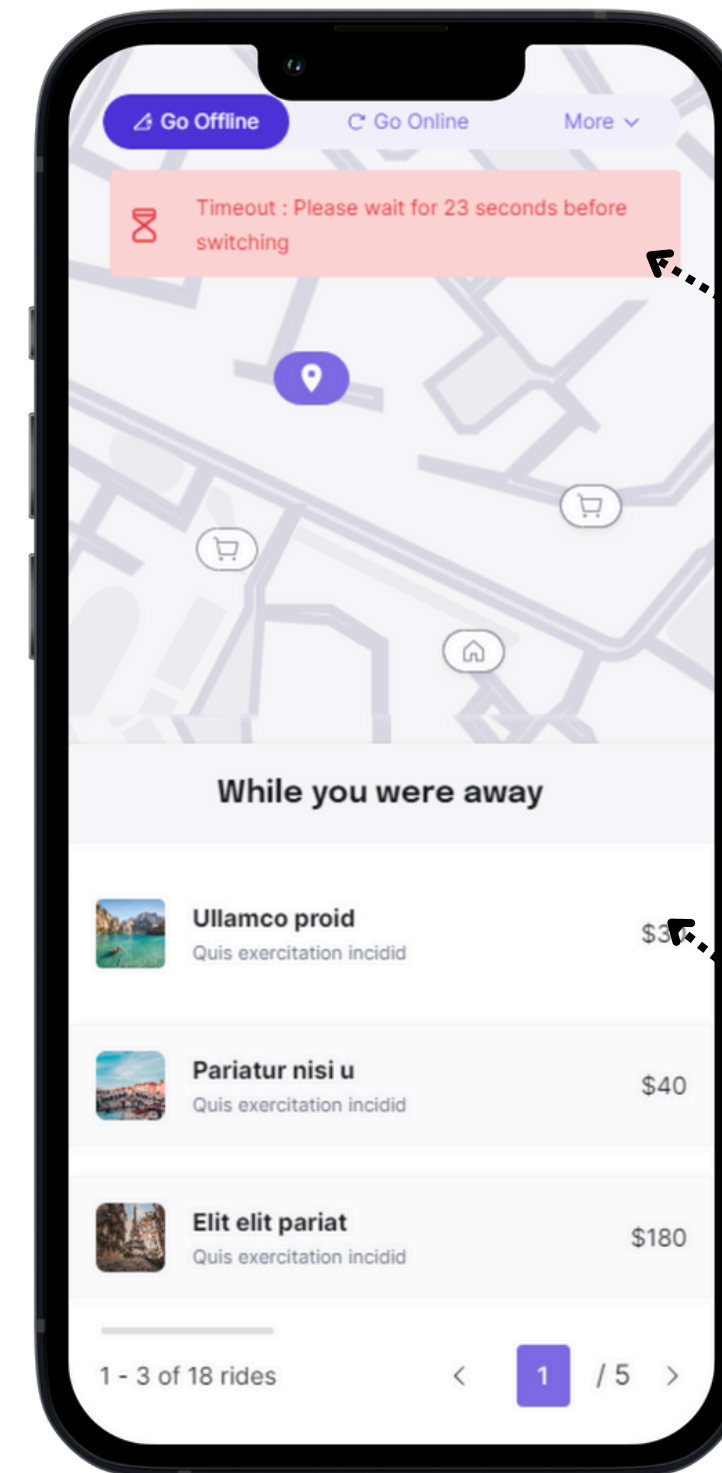 Go Offline Go Online More
Timeout : Please wait for 23 seconds before
switching
While you were away
Ullamco proid
Quis exercitation incidid
Pariatur nisi u
Quis exercitation incidid
$40
Elit elit pariat
Quis exercitation incidid
$180
1 - 3 of 18 rides 1 / 5